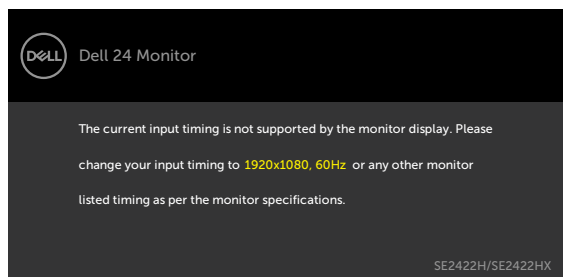 DELL
Dell 24 Monitor
The current input timing is not supported by the monitor display. Please
change your input timing to 1920x1080, 60Hz or any other monitor
listed timing as per the monitor specifications.
SE2422H/SE2422HX